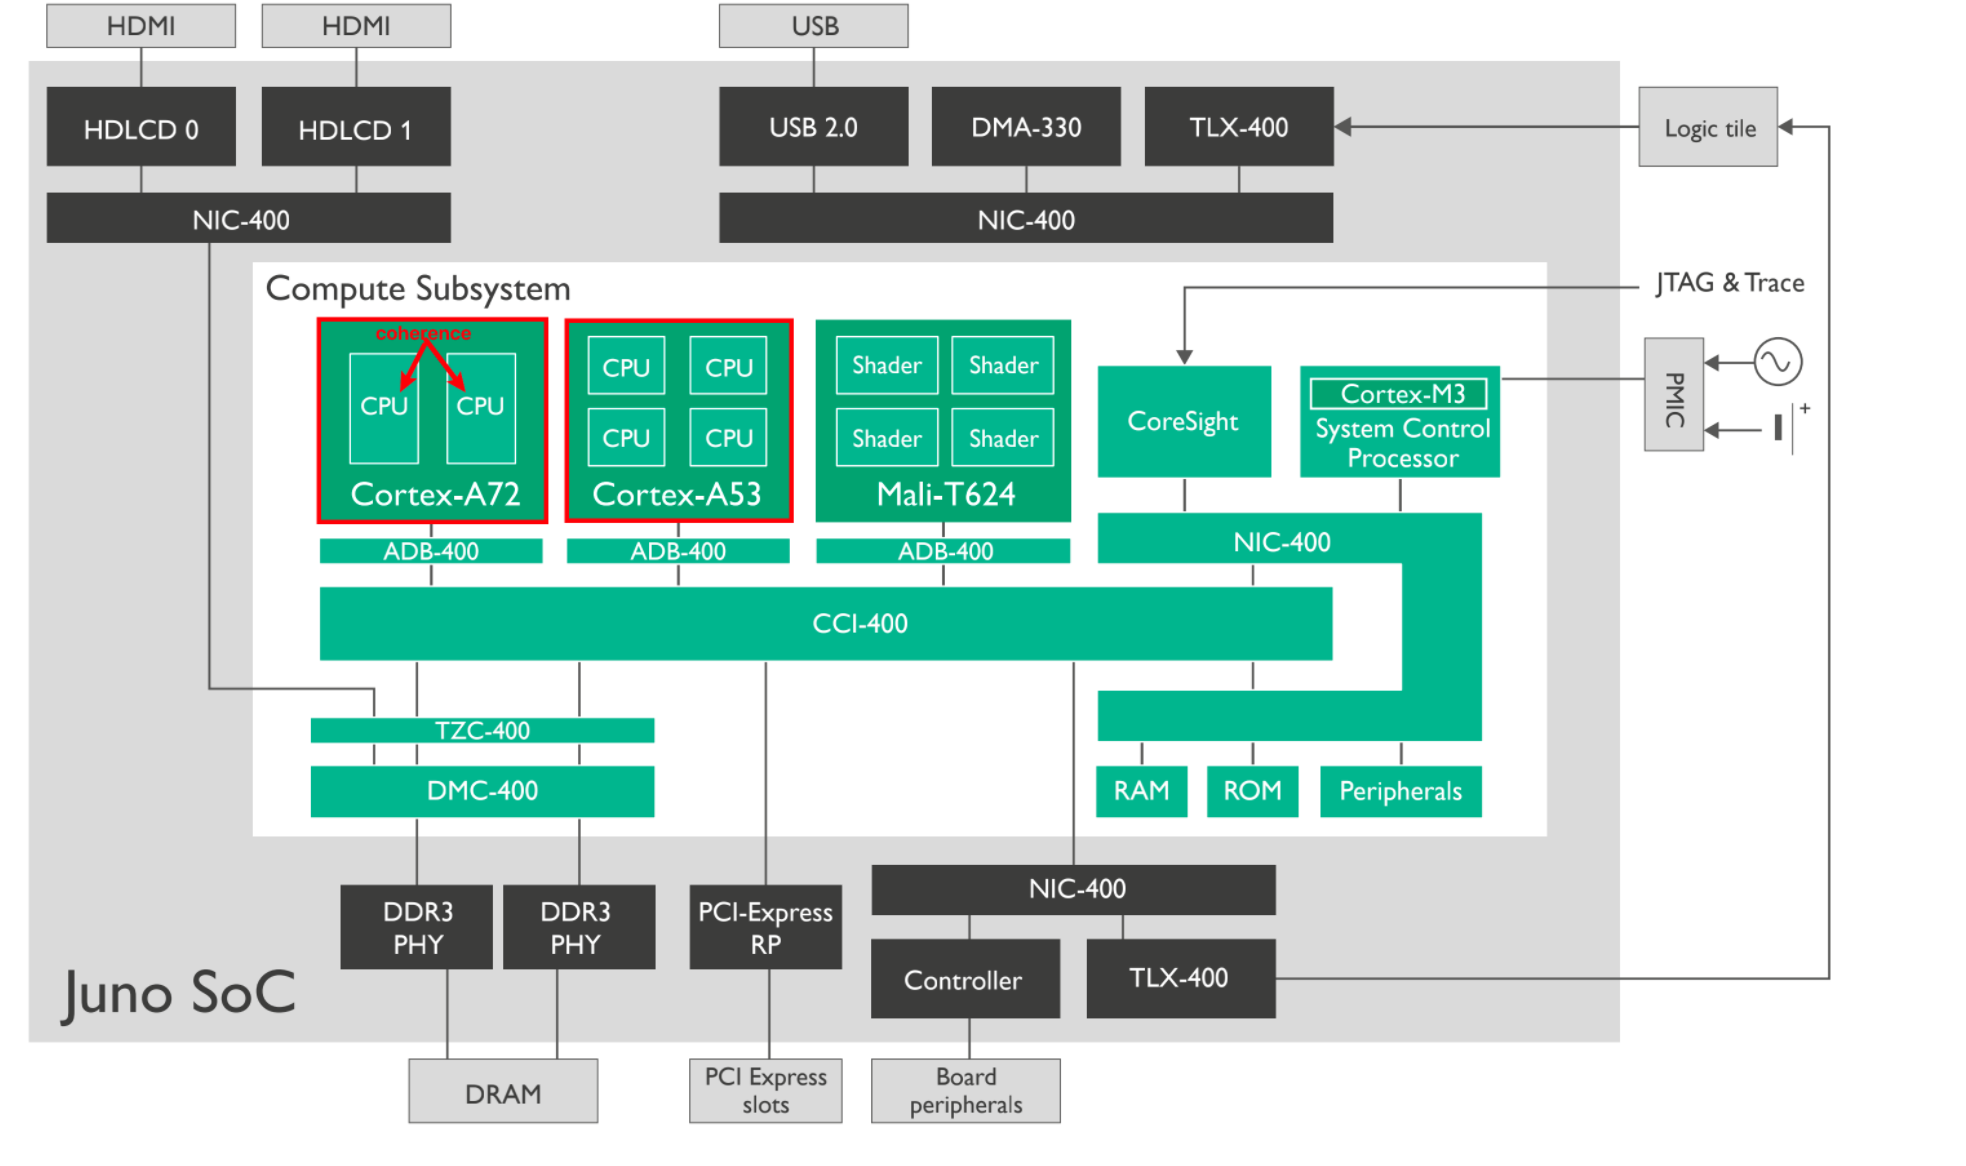 HDMI
HDMI
USB
HDLCD 0
HDLCD 1
USB 2.0
DMA-330
TLX-400
Logic tile
NIC-400
NIC-400
Compute Subsystem
JTAG & Trace
coherence
CPU
CPU
Cortex-A72
CPU
CPU
CPU
CPU
Cortex-A53
Shader
Shader
Shader
Shader
Mali-T624
CoreSight
Cortex-M3
System Control
Processor
PMIC
+
ADB-400
ADB-400
ADB-400
NIC-400
CCI-400
TZC-400
DMC-400
RAM
ROM
Peripherals
DDR3
PHY
DDR3
PHY
PCI-Express
RP
NIC-400
Controller
TLX-400
Juno SoC
DRAM
PCI Express
slots
Board
peripherals